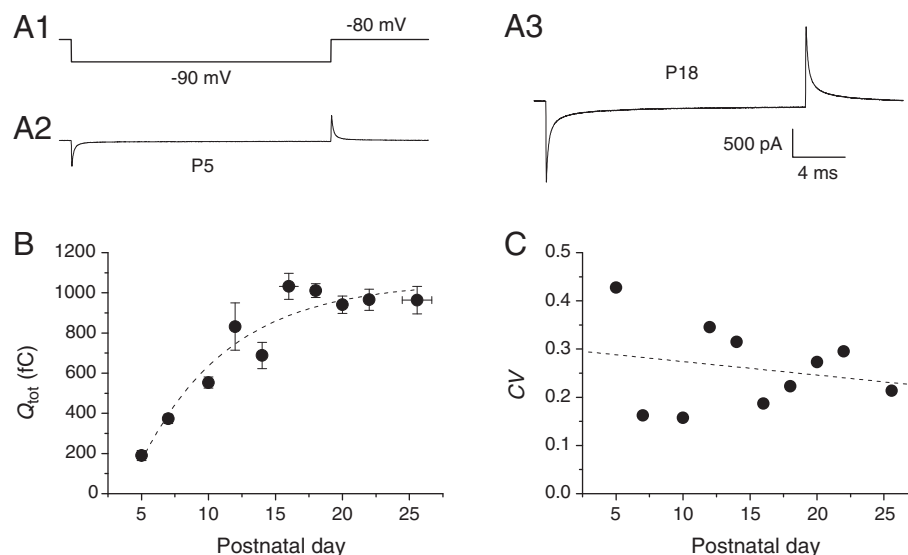 A1
-80 mV
-90 mV
A2
P5
A3
P18
500 pA
4 ms
B
1200
1000
800
600
400
200
0
Qtot (fC)
5
10
15
20
25
Postnatal day
C
0.5
0.4
0.3
0.2
0.1
0.0
CV
5
10
15
20
25
Postnatal day